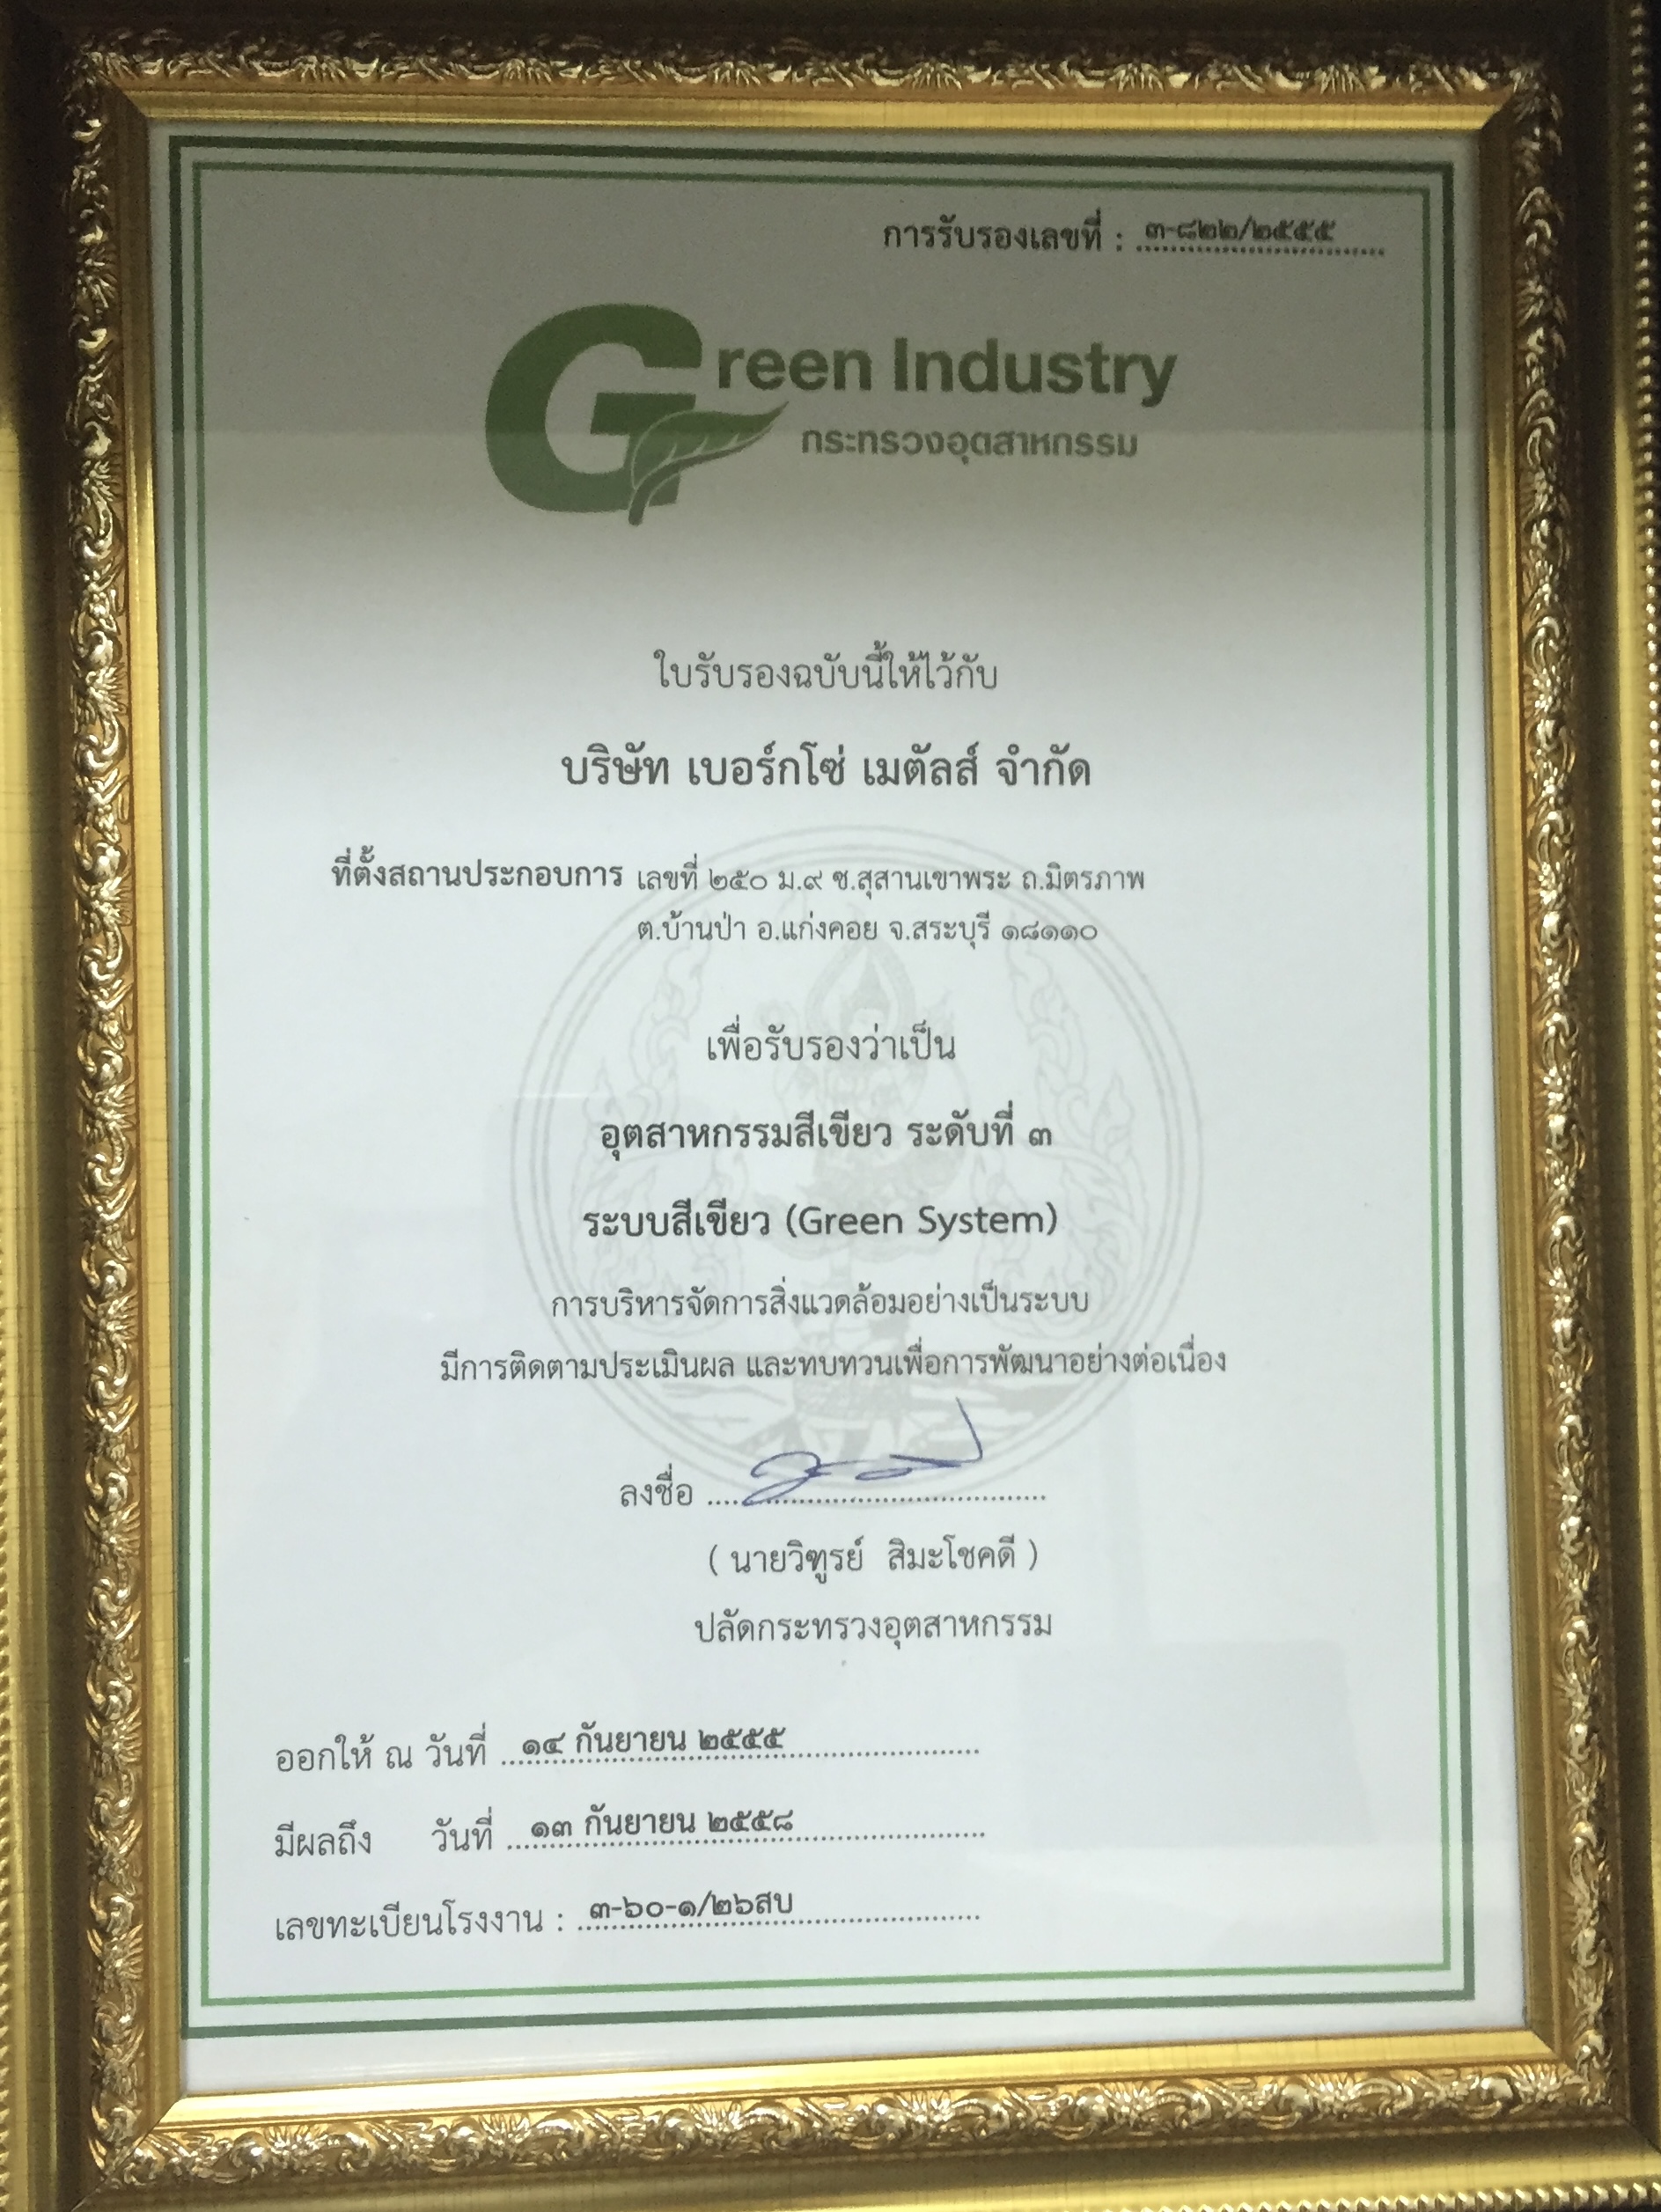 การรับรองเลขที่ : ๓-๘๒๒/๒๕๕๕
Green Industry
กระทรวงอุตสาหกรรม
ใบรับรองฉบับนี้ให้ไว้กับ
บริษัท เบอร์กโซ่ เมตัลส์ จำกัด
ที่ตั้งสถานประกอบการ เลขที่ ๒๕๐ ม.๙ ซ.สุสานเขาพระ ถ.มิตรภาพ
ต.บ้านป่า อ.แก่งคอย จ.สระบุรี ๑๘๑๑๐
เพื่อรับรองว่าเป็น
อุตสาหกรรมสีเขียว ระดับที่ ๓
ระบบสีเขียว (Green System)
การบริหารจัดการสิ่งแวดล้อมอย่างเป็นระบบ
มีการติดตามประเมินผล และทบทวนเพื่อการพัฒนาอย่างต่อเนื่อง
ลงชื่อ
( นายวิฑูรย์ สิมะโชคดี )
ปลัดกระทรวงอุตสาหกรรม
ออกให้ ณ วันที่ ๑๔ กันยายน ๒๕๕๕
มีผลถึง วันที่ ๑๓ กันยายน ๒๕๕๘
เลขทะเบียนโรงงาน : ๓-๖๐-๑/๒๖สบ